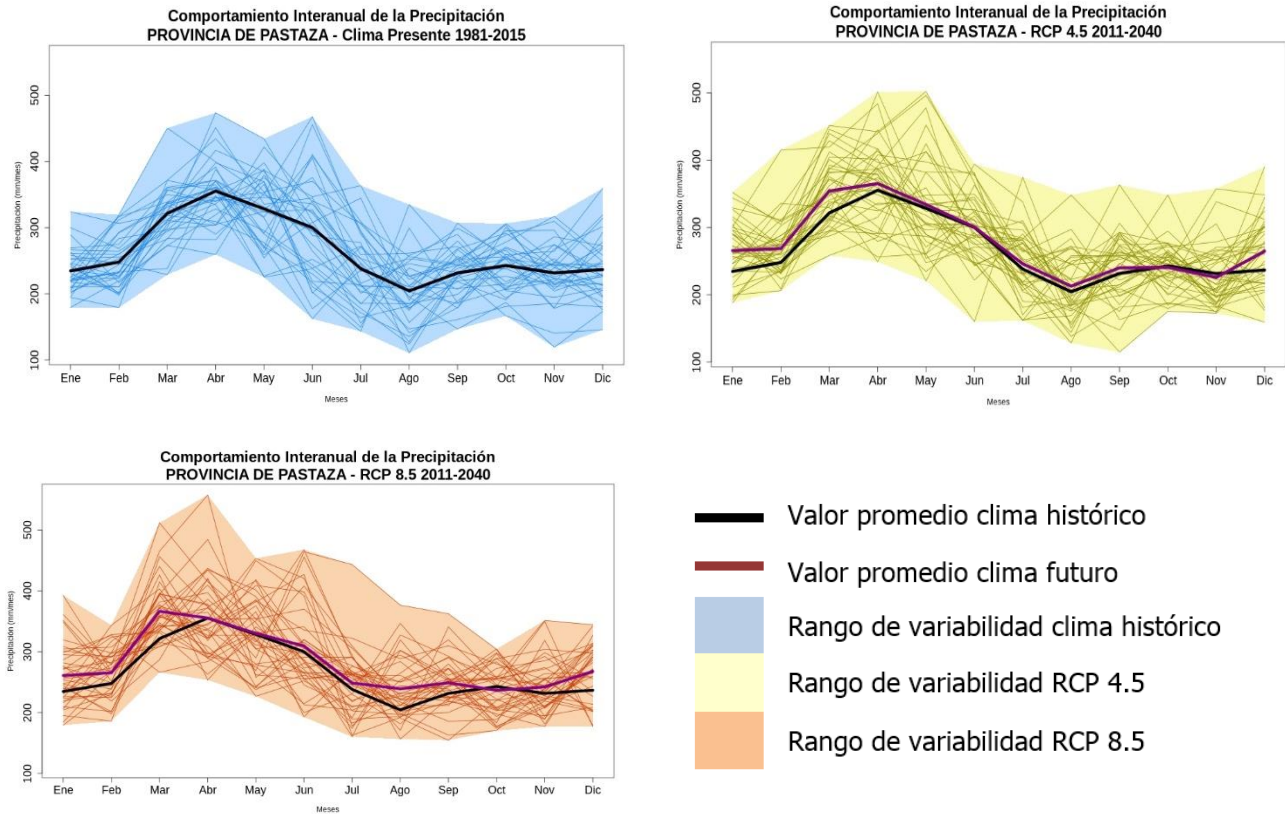 Comportamiento Interanual de la Precipitación
PROVINCIA DE PASTAZA - Clima Presente 1981-2015
Precipitación (mm/mes)
500
400
300
200
100
Ene Feb Mar Abr May Jun Jul Ago Sep Oct Nov Dic
Meses
Comportamiento Interanual de la Precipitación
PROVINCIA DE PASTAZA - RCP 4.5 2011-2040
Precipitación (mm/mes)
500
400
300
200
100
Ene Feb Mar Abr May Jun Jul Ago Sep Oct Nov Dic
Meses
Comportamiento Interanual de la Precipitación
PROVINCIA DE PASTAZA - RCP 8.5 2011-2040
Precipitación (mm/mes)
500
400
300
200
100
Ene Feb Mar Abr May Jun Jul Ago Sep Oct Nov Dic
Meses
Valor promedio clima histórico
Valor promedio clima futuro
Rango de variabilidad clima histórico
Rango de variabilidad RCP 4.5
Rango de variabilidad RCP 8.5